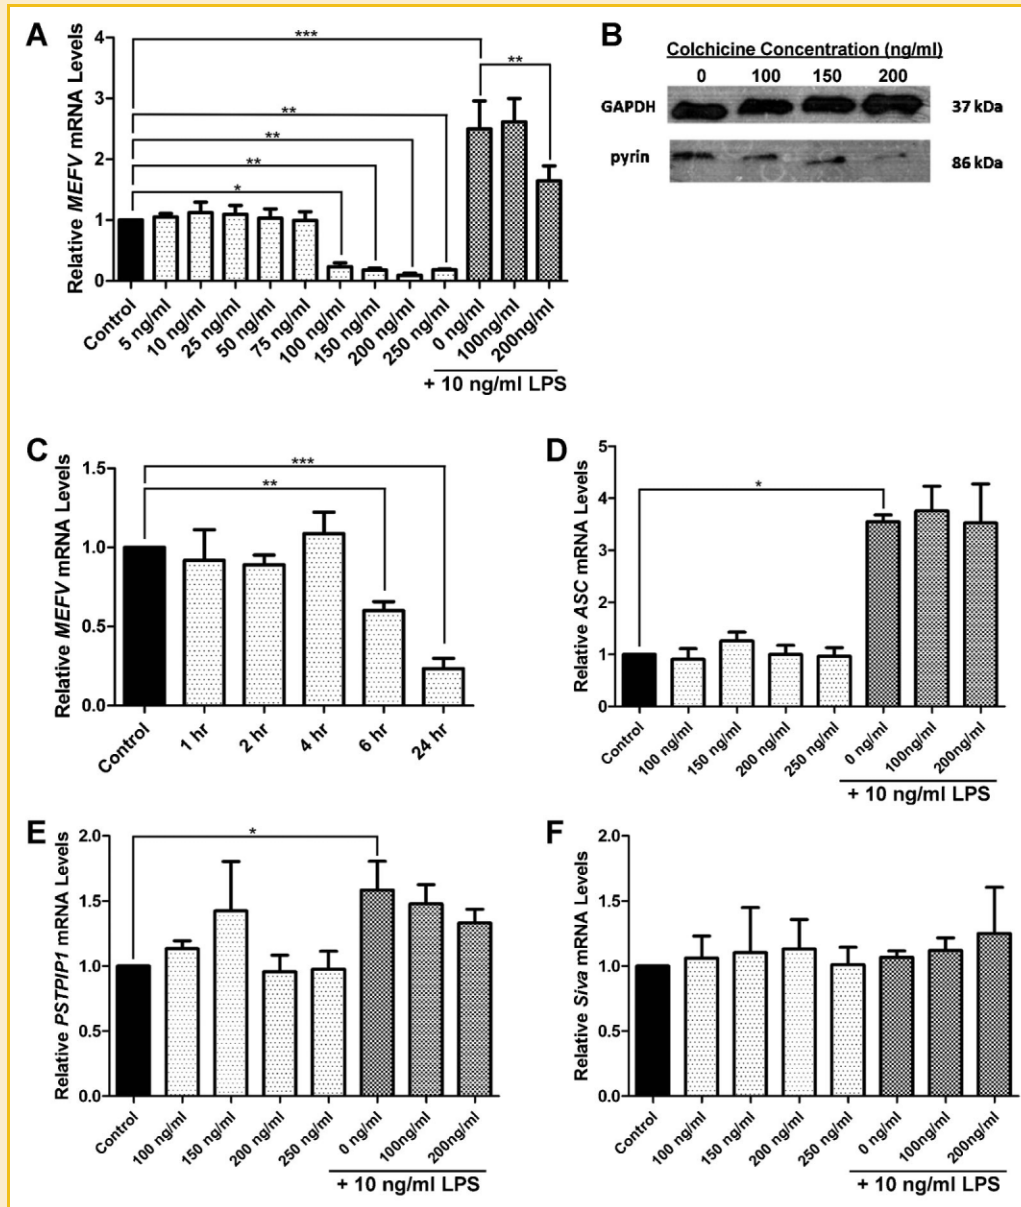 A
Relative MEFV mRNA Levels
4
3
2
1
0
***
**
**
**
**
*
Control
5 ng/ml
10 ng/ml
25 ng/ml
50 ng/ml
75 ng/ml
100 ng/ml
150 ng/ml
200 ng/ml
250 ng/ml
0 ng/ml
100ng/ml
200ng/ml
+ 10 ng/ml LPS
B
Colchicine Concentration (ng/ml)
0 100 150 200
GAPDH 37 kDa
pyrin 86 kDa
C
Relative MEFV mRNA Levels
1.5
1.0
0.5
0.0
***
**
Control
1 hr
2 hr
4 hr
6 hr
24 hr
D
Relative ASC mRNA Levels
5
4
3
2
1
0
*
Control
100 ng/ml
150 ng/ml
200 ng/ml
250 ng/ml
0 ng/ml
100ng/ml
200ng/ml
+ 10 ng/ml LPS
E
Relative PSTPIP1 mRNA Levels
2.0
1.5
1.0
0.5
0.0
*
Control
100 ng/ml
150 ng/ml
200 ng/ml
250 ng/ml
0 ng/ml
100ng/ml
200ng/ml
+ 10 ng/ml LPS
F
Relative Siva mRNA Levels
2.0
1.5
1.0
0.5
0.0
Control
100 ng/ml
150 ng/ml
200 ng/ml
250 ng/ml
0 ng/ml
100ng/ml
200ng/ml
+ 10 ng/ml LPS